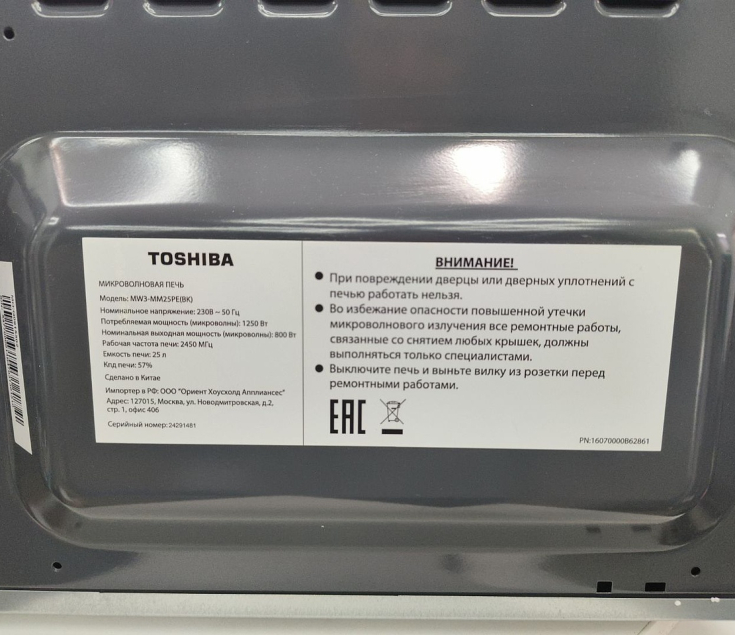 TOSHIBA
МИКРОВОЛНОВАЯ ПЕЧЬ
Модель: MW3-MM25PE(BK)
Номинальное напряжение: 230В ~ 50 Гц
Потребляемая мощность (микроволны): 1250 Вт
Номинальная выходная мощность (микроволны): 800 Вт
Рабочая частота печи: 2450 МГц
Емкость печи: 25 л
Кпд печи: 57%
Сделано в Китае
Импортер в РФ: ООО "Ориент Хоусхолд Апплиансес"
Адрес: 127015, Москва, ул. Новодмитровская, д.2,
стр. 1, офис 406
Серийный номер: 24291481
ВНИМАНИЕ!
● При повреждении дверцы или дверных уплотнений с
печью работать нельзя.
● Во избежание опасности повышенной утечки
микроволнового излучения все ремонтные работы,
связанные со снятием любых крышек, должны
выполняться только специалистами.
● Выключите печь и выньте вилку из розетки перед
ремонтными работами.
EAC
PN:16070000B62861